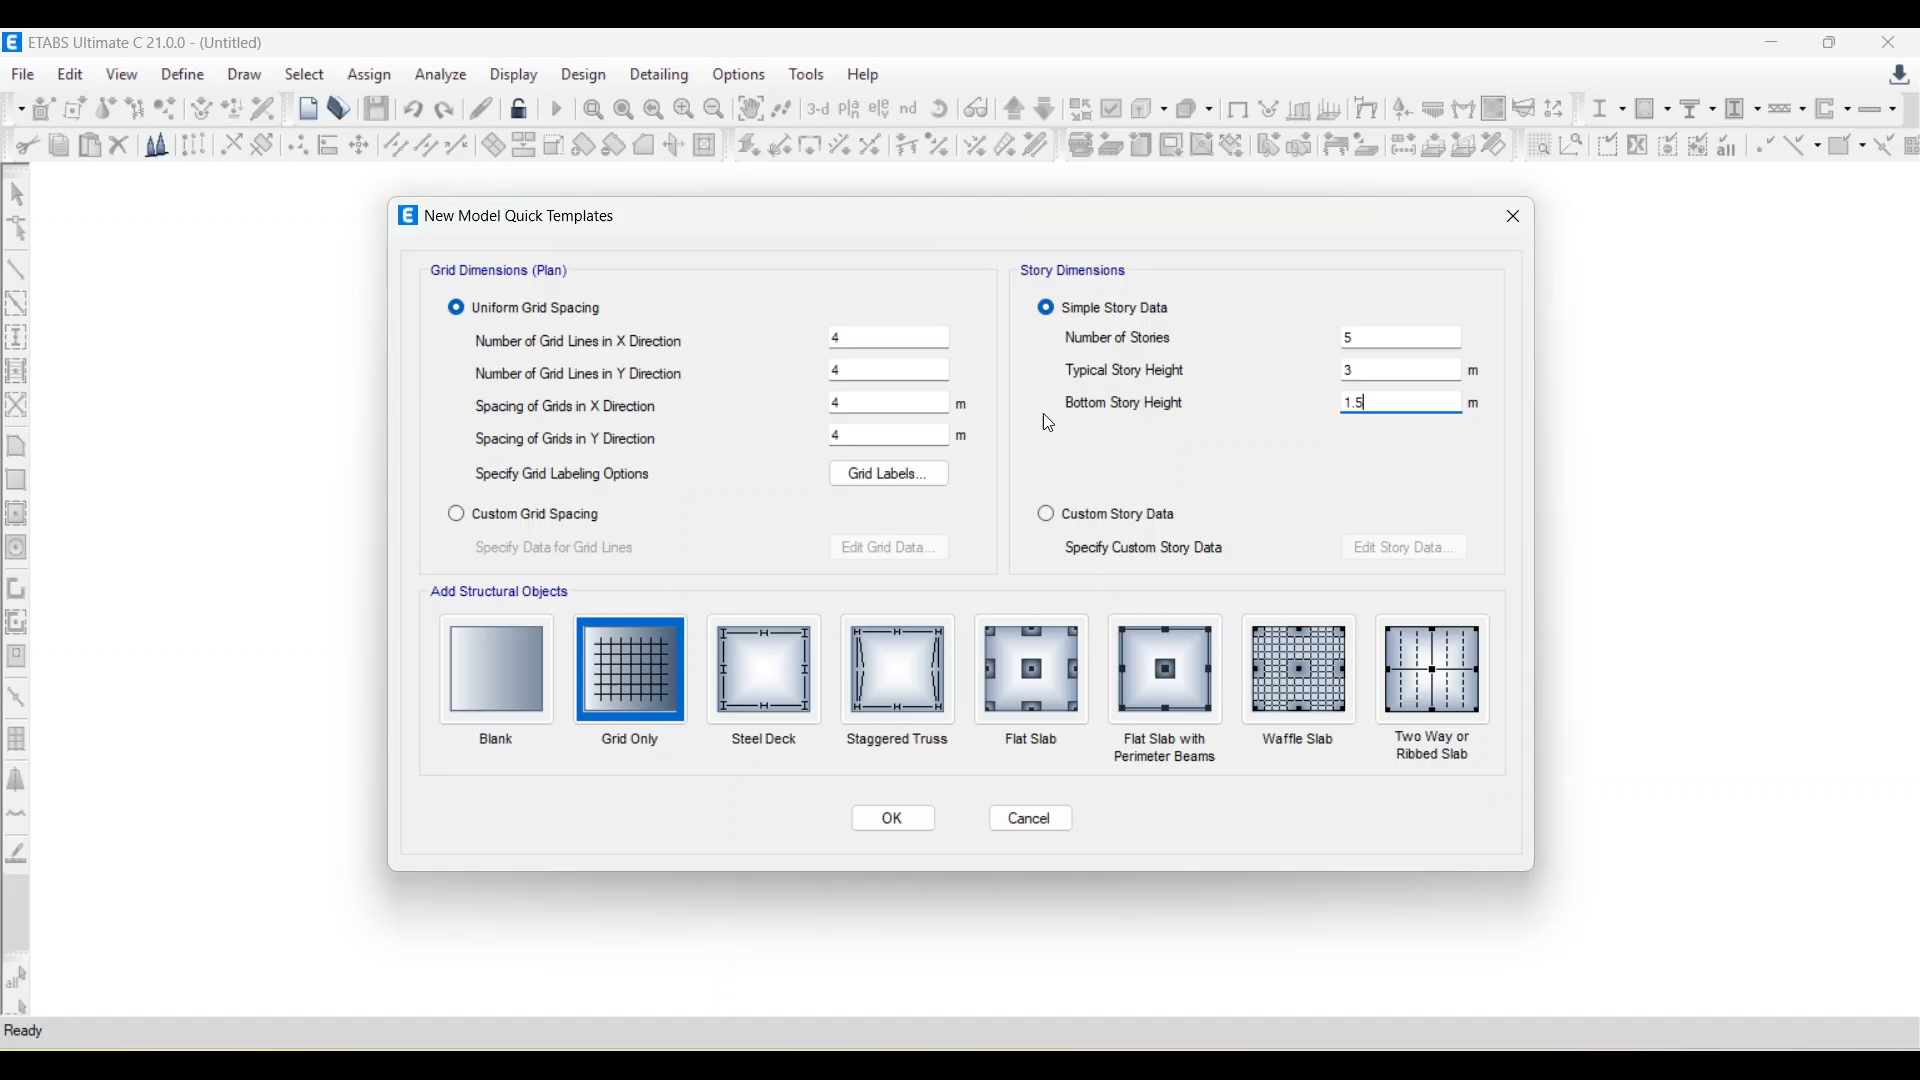 ETABS Ultimate C 21.0.0 - (Untitled)
File Edit View Define Draw Select Assign Analyze Display Design Detailing Options Tools Help
3-d
nd
all
New Model Quick Templates
Grid Dimensions (Plan)
Uniform Grid Spacing
Number of Grid Lines in X Direction 4
Number of Grid Lines in Y Direction 4
Spacing of Grids in X Direction 4 m
Spacing of Grids in Y Direction 4 m
Specify Grid Labeling Options Grid Labels...
Custom Grid Spacing
Specify Data for Grid Lines Edit Grid Data...
Story Dimensions
Simple Story Data
Number of Stories 5
Typical Story Height 3 m
Bottom Story Height 1.5 m
Custom Story Data
Specify Custom Story Data Edit Story Data...
Add Structural Objects
Blank
Grid Only
Steel Deck
Staggered Truss
Flat Slab
Flat Slab with
Perimeter Beams
Waffle Slab
Two Way or
Ribbed Slab
OK Cancel
all
Ready